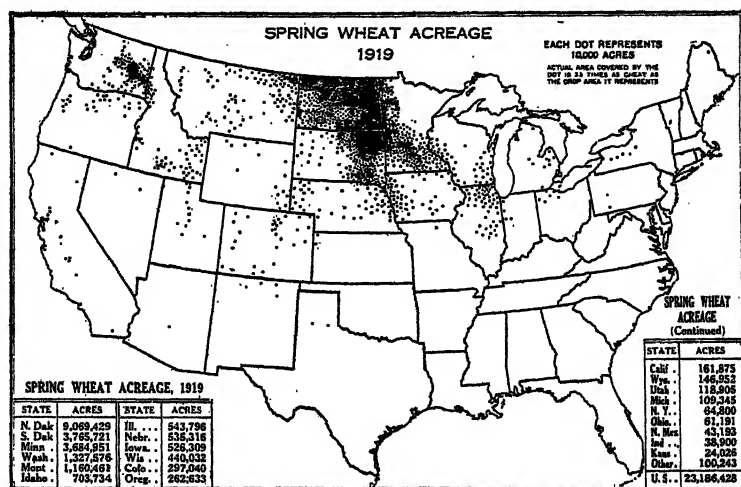 SPRING WHEAT ACREAGE
1919
EACH DOT REPRESENTS
10,000 ACRES
ACTUAL AREA COVERED BY THE
DOT IS 3.5 TIMES AS GREAT AS
THE CROP AREA IT REPRESENTS
SPRING WHEAT ACREAGE, 1919
STATE ACRES STATE ACRES
N. Dak 9,069,429 Ill. ... 543,796
S. Dak 3,765,721 Nebr. . 538,316
Minn . 3,684,951 Iowa. . 526,309
Wash . 1,327,576 Wis . . 440,032
Mont . 1,160,461 Colo . . 297,040
Idaho. 703,734 Oreg. . 262,633
SPRING WHEAT
ACREAGE
(Continued)
STATE ACRES
Calif . 161,875
Wyo. . 146,952
Utah . 118,905
Mich . 109,345
N. Y. . 64,800
Ohio. . 61,191
N. Mex 43,193
Ind . . 38,900
Kans . 24,026
Other. 100,243
U. S. . 23,186,428